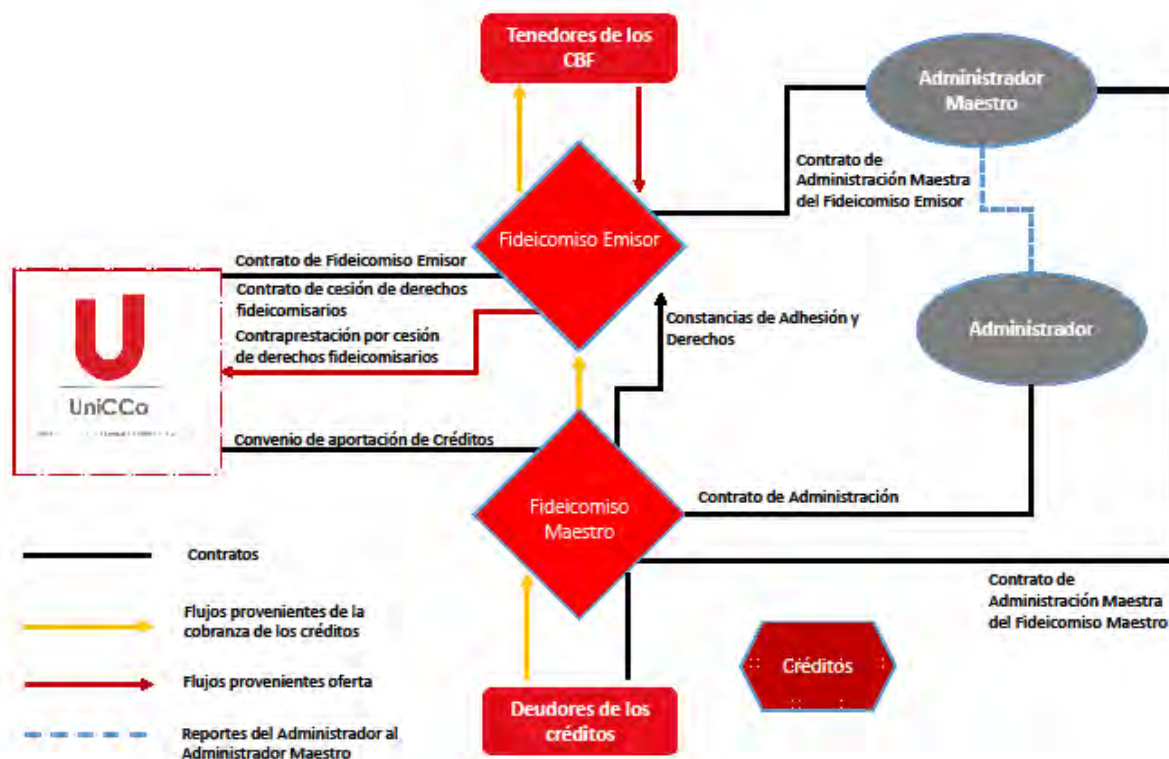 Tenedores de los
CBF
Administrador
Maestro
Contrato de
Administración Maestra
del Fideicomiso Emisor
Fideicomiso Emisor
Contrato de Fideicomiso Emisor
Contrato de cesión de derechos
fideicomisarios
Contraprestación por cesión
de derechos fideicomisarios
Constancias de Adhesión y
Derechos
Administrador
UniCCo
Convenio de aportación de Créditos
Fideicomiso
Maestro
Contrato de Administración
Contratos
Contrato de
Administración Maestra
del Fideicomiso Maestro
Flujos provenientes de la
cobranza de los créditos
Créditos
Flujos provenientes oferta
Deudores de los
créditos
Reportes del Administrador al
Administrador Maestro